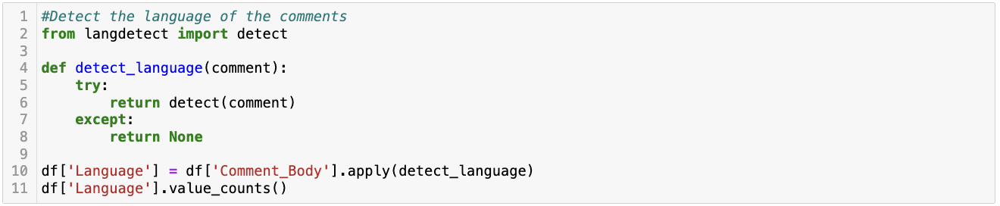 1 #Detect the language of the comments
2 from langdetect import detect
3
4 def detect_language(comment):
5     try:
6         return detect(comment)
7     except:
8         return None
9
10 df['Language'] = df['Comment_Body'].apply(detect_language)
11 df['Language'].value_counts()